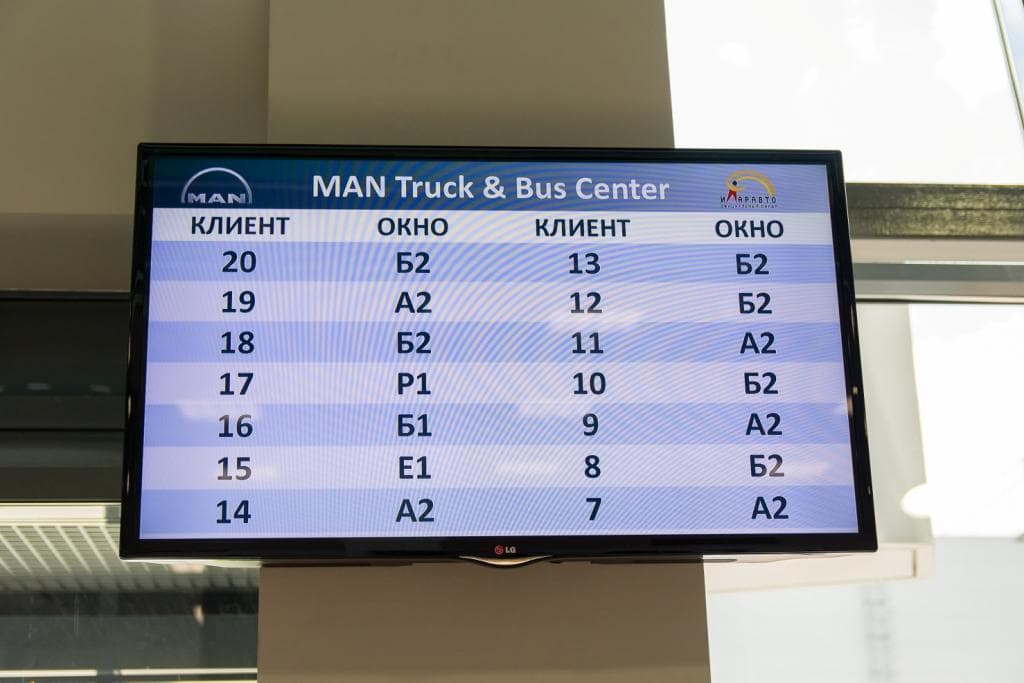 MAN
MAN Truck & Bus Center
КЛИЕНТ ОКНО КЛИЕНТ ОКНО
20 Б2 13 Б2
19 А2 12 Б2
18 Б2 11 А2
17 Р1 10 Б2
16 Б1 9 А2
15 Е1 8 Б2
14 А2 7 А2
LG